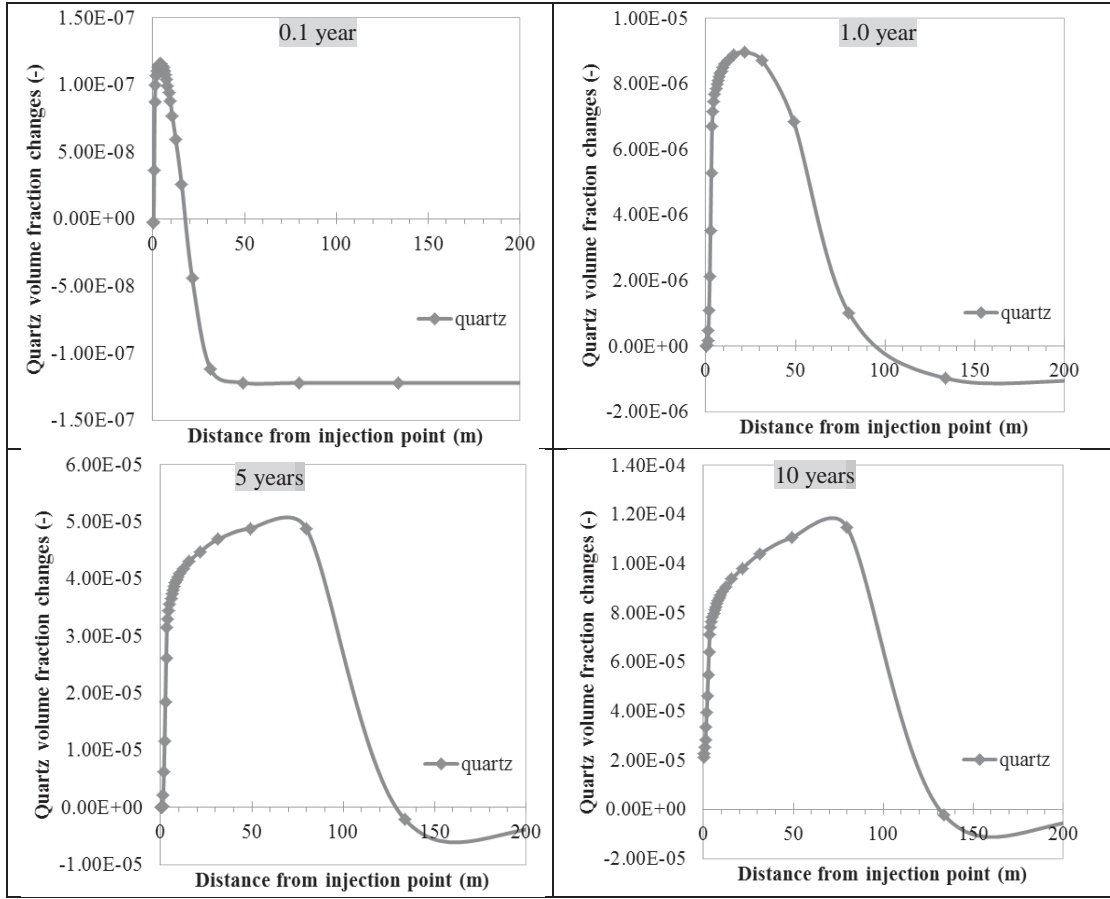 0.1 year
Quartz volume fraction changes (-)
1.50E-07
1.00E-07
5.00E-08
0.00E+00
-5.00E-08
-1.00E-07
-1.50E-07
0 50 100 150 200
quartz
Distance from injection point (m)
1.0 year
Quartz volume fraction changes (-)
1.00E-05
8.00E-06
6.00E-06
4.00E-06
2.00E-06
0.00E+00
-2.00E-06
0 50 100 150 200
quartz
Distance from injection point (m)
5 years
Quartz volume fraction changes (-)
6.00E-05
5.00E-05
4.00E-05
3.00E-05
2.00E-05
1.00E-05
0.00E+00
-1.00E-05
0 50 100 150 200
quartz
Distance from injection point (m)
10 years
Quartz volume fraction changes (-)
1.40E-04
1.20E-04
1.00E-04
8.00E-05
6.00E-05
4.00E-05
2.00E-05
0.00E+00
-2.00E-05
0 50 100 150 200
quartz
Distance from injection point (m)